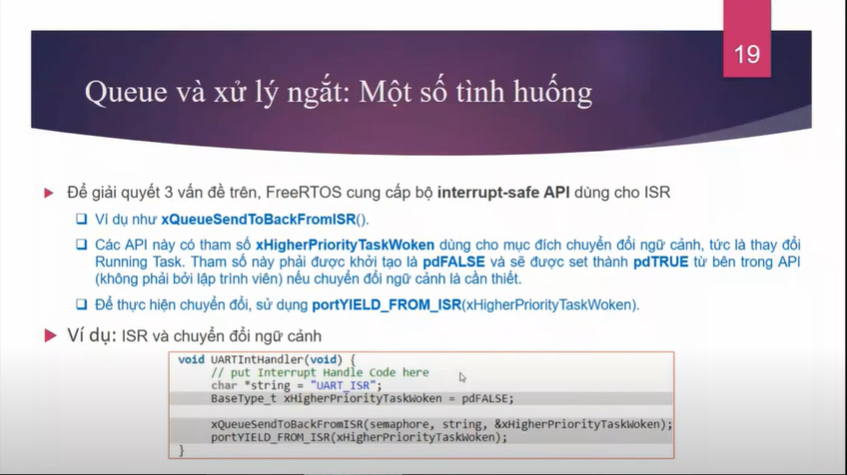 19
Queue và xử lý ngắt: Một số tình huống
Để giải quyết 3 vấn đề trên, FreeRTOS cung cấp bộ interrupt-safe API dùng cho ISR
Ví dụ như xQueueSendToBackFromISR().
Các API này có tham số xHigherPriorityTaskWoken dùng cho mục đích chuyển đổi ngữ cảnh, tức là thay đổi
Running Task. Tham số này phải được khởi tạo là pdFALSE và sẽ được set thành pdTRUE từ bên trong API
(không phải bởi lập trình viên) nếu chuyển đổi ngữ cảnh là cần thiết.
Để thực hiện chuyển đổi, sử dụng portYIELD_FROM_ISR(xHigherPriorityTaskWoken).
Ví dụ: ISR và chuyển đổi ngữ cảnh
void UARTIntHandler(void) {
// put Interrupt Handle Code here
char *string = "UART_ISR";
BaseType_t xHigherPriorityTaskWoken = pdFALSE;
xQueueSendToBackFromISR(semaphore, string, &xHigherPriorityTaskWoken);
portYIELD_FROM_ISR(xHigherPriorityTaskWoken);
}